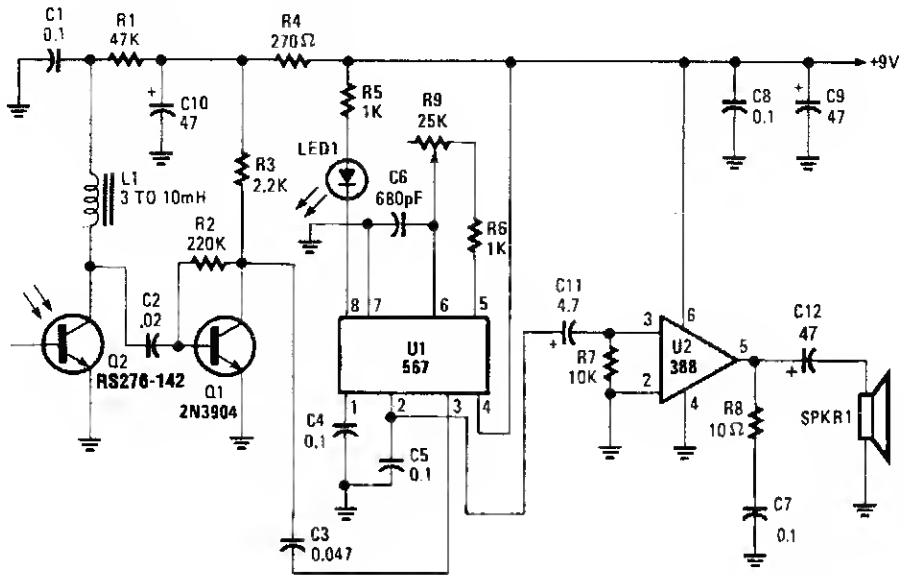 C1
0.1
R1
47K
R4
270Ω
+9V
C10
47
+
R5
1K
R9
25K
C8
0.1
+
C9
47
LED1
R3
2.2K
C6
680pF
L1
3 TO 10mH
R6
1K
R2
220K
8
7
6
5
C11
4.7
+
C2
.02
U1
567
3
6
U2
388
5
C12
47
+
R7
10K
2
4
Q2
RS276-142
Q1
2N3904
1
2
3
4
C4
0.1
C5
0.1
R8
10Ω
SPKR1
C3
0.047
C7
0.1